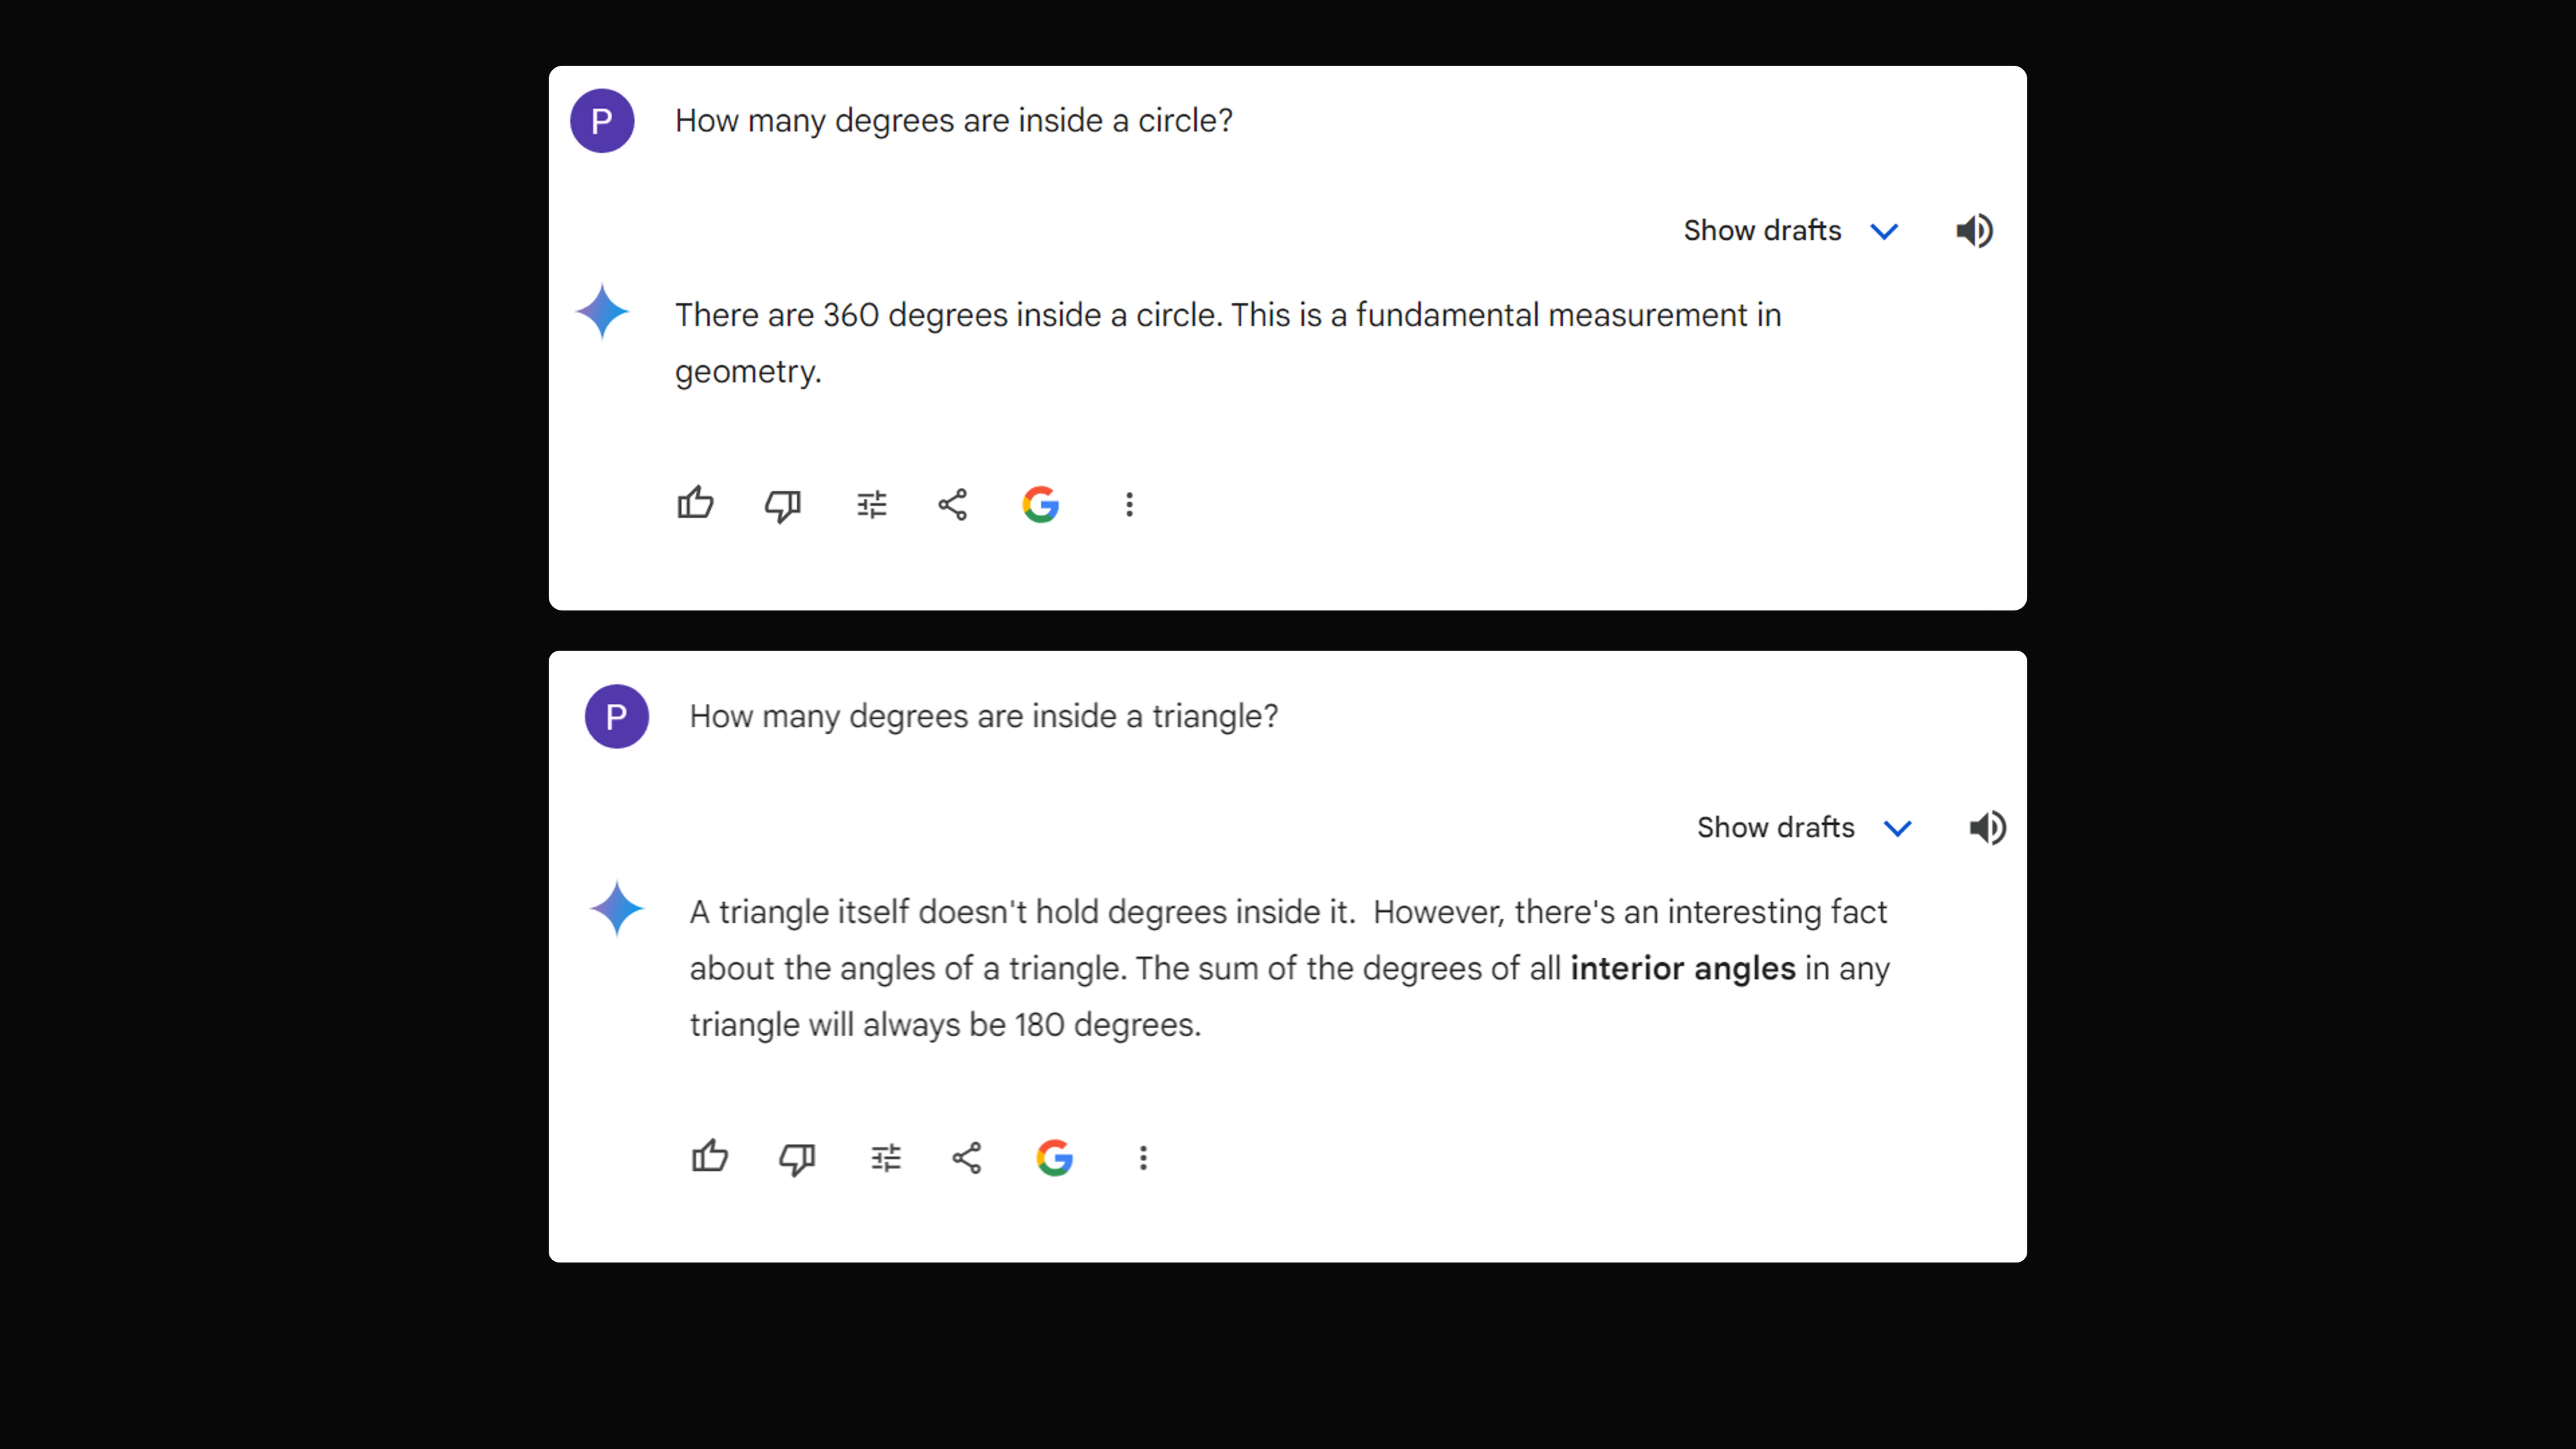 P
How many degrees are inside a circle?
Show drafts
There are 360 degrees inside a circle. This is a fundamental measurement in
geometry.
P
How many degrees are inside a triangle?
Show drafts
A triangle itself doesn't hold degrees inside it.  However, there's an interesting fact
about the angles of a triangle. The sum of the degrees of all interior angles in any
triangle will always be 180 degrees.